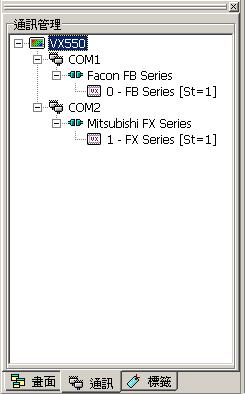 通訊管理
VX550
COM1
Facon FB Series
0 - FB Series [St=1]
COM2
Mitsubishi FX Series
1 - FX Series [St=1]
畫面 通訊 標籤